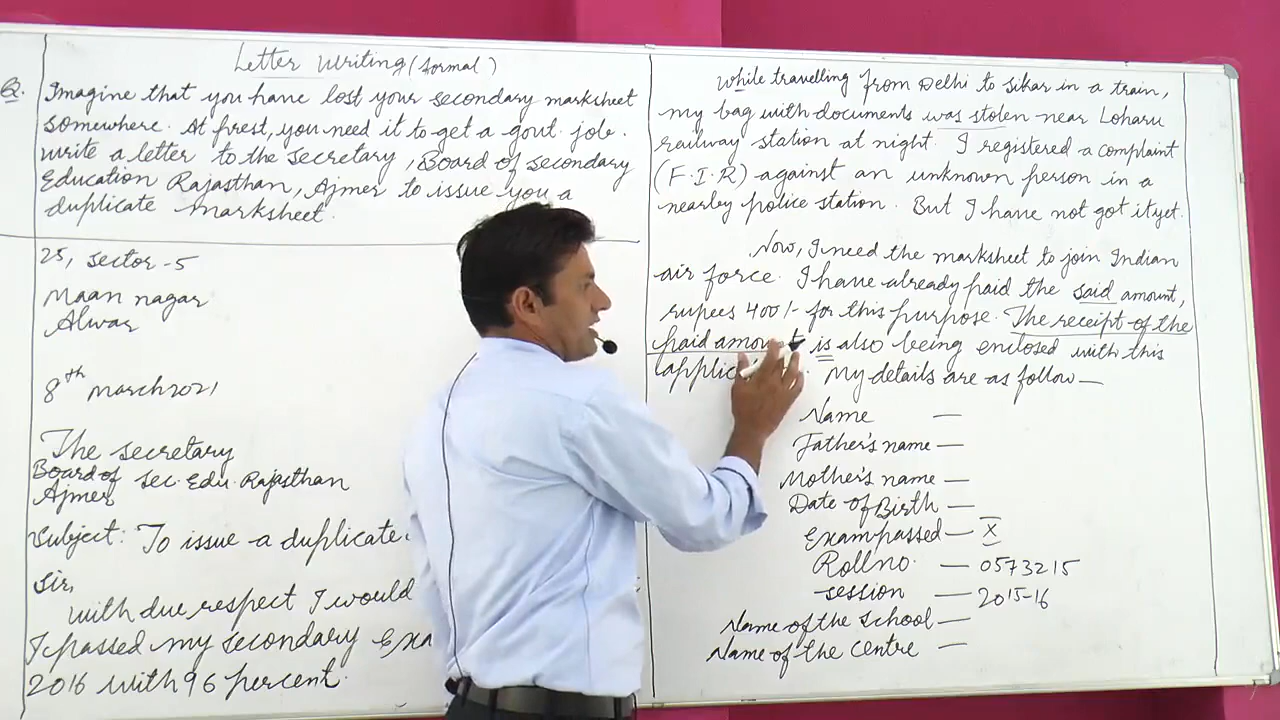 Letter Writing (formal)
Q. Imagine that you have lost your secondary marksheet
somewhere. At prest, you need it to get a govt. job.
write a letter to the secretary, Board of secondary
Education Rajasthan, Ajmer to issue you a
duplicate marksheet.
25, sector-5
Maan nagar
Alwar
8th march 2021
The secretary
Board of sec. Edu. Rajasthan
Ajmer
Subject: To issue a duplicate
Sir,
with due respect I would
I passed my secondary Exa
2016 with 96 percent.
While travelling from Delhi to sikar in a train,
my bag with documents was stolen near Loharu
railway station at night. I registered a complaint
(F.I.R) against an unknown person in a
nearley police station. But I have not got it yet.
Now, I need the marksheet to join Indian
air force. I have already paid the said amount,
rupees 400/- for this purpose. The receipt of the
paid amount is also being enclosed with this
applic My details are as follow—
Name —
Father's name —
Mother's name —
Date of Birth —
Exam passed — X
Roll no. — 0573215
session — 2015-16
Name of the school —
Name of the centre —